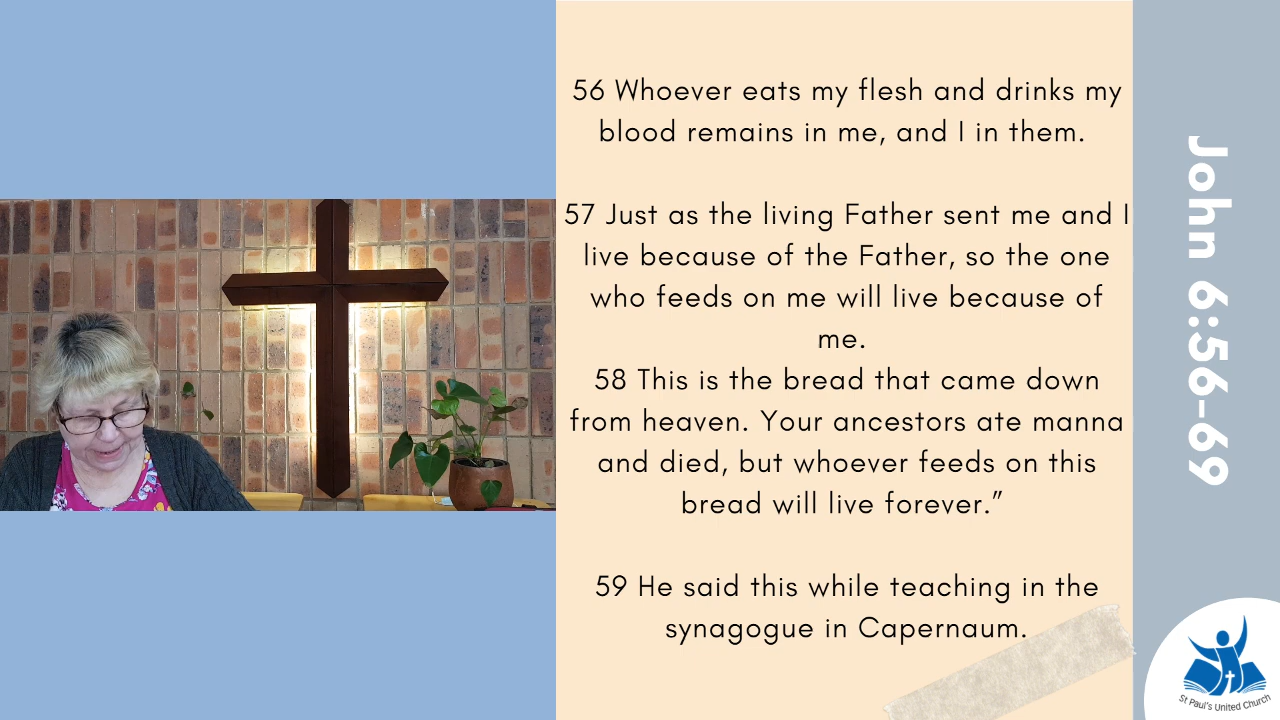 56 Whoever eats my flesh and drinks my
blood remains in me, and I in them.
57 Just as the living Father sent me and I
live because of the Father, so the one
who feeds on me will live because of
me.
58 This is the bread that came down
from heaven. Your ancestors ate manna
and died, but whoever feeds on this
bread will live forever.”
59 He said this while teaching in the
synagogue in Capernaum.
John 6:56-69
St Paul's United Church